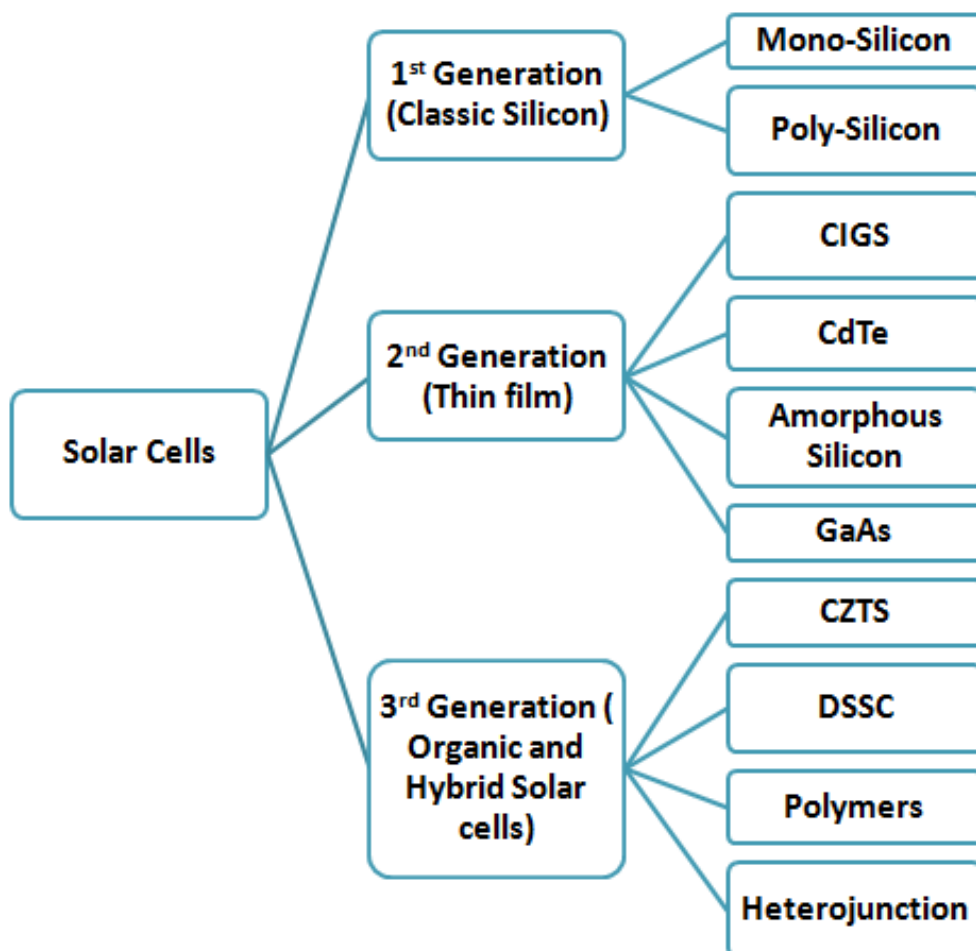 Solar Cells
1st Generation
(Classic Silicon)
Mono-Silicon
Poly-Silicon
2nd Generation
(Thin film)
CIGS
CdTe
Amorphous
Silicon
GaAs
3rd Generation (
Organic and
Hybrid Solar
cells)
CZTS
DSSC
Polymers
Heterojunction